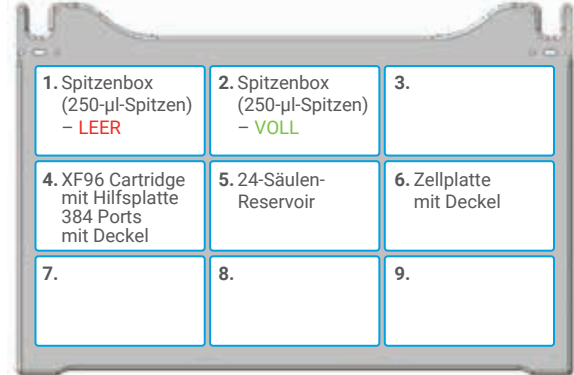 1. Spitzenbox
(250-µl-Spitzen)
– LEER
2. Spitzenbox
(250-µl-Spitzen)
– VOLL
3.
4. XF96 Cartridge
mit Hilfsplatte
384 Ports
mit Deckel
5. 24-Säulen-
Reservoir
6. Zellplatte
mit Deckel
7.
8.
9.